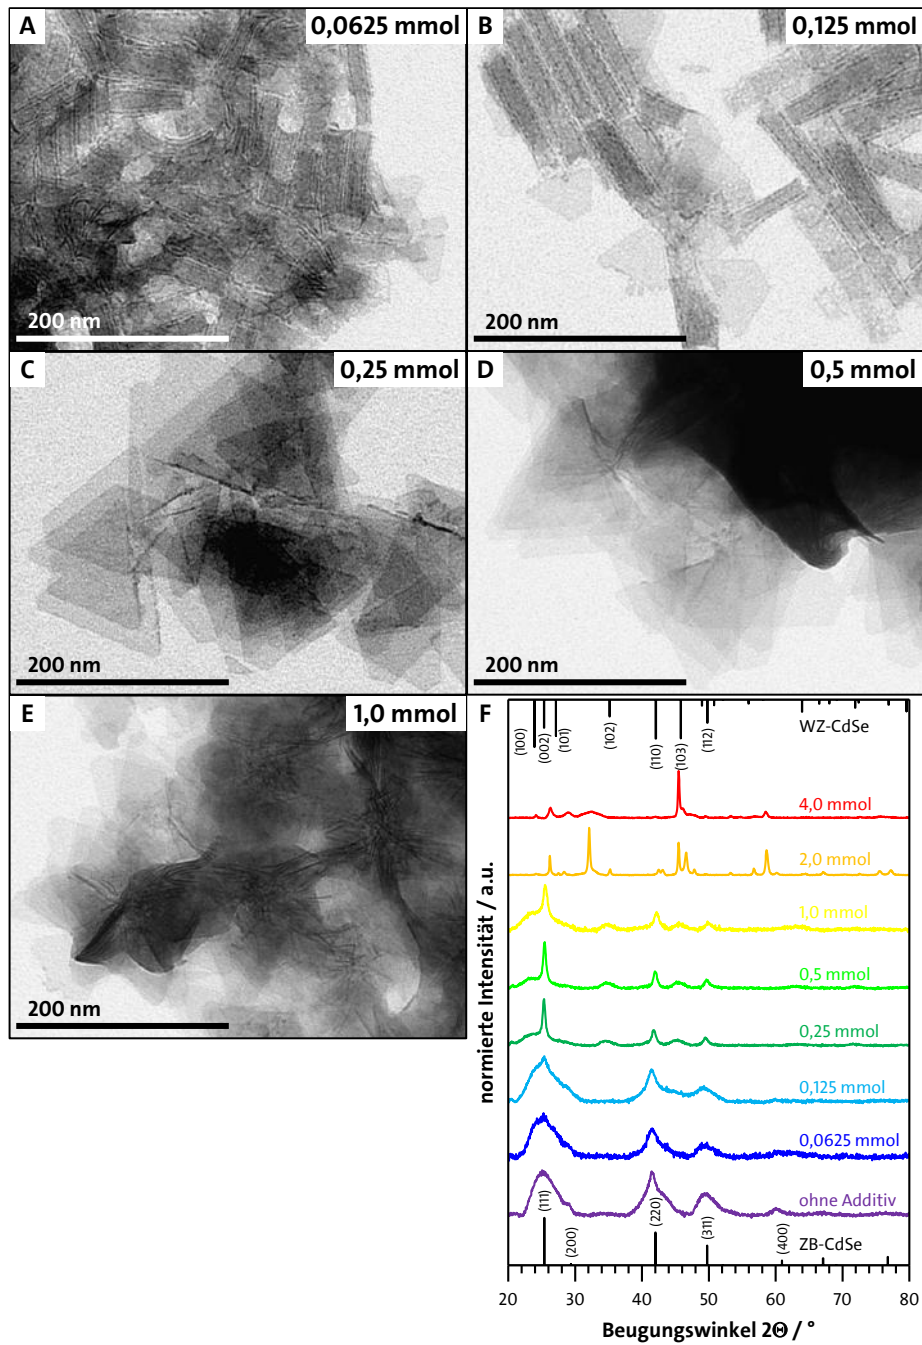 A
0,0625 mmol
200 nm
B
0,125 mmol
200 nm
C
0,25 mmol
200 nm
D
0,5 mmol
200 nm
E
1,0 mmol
200 nm
F
WZ-CdSe
(100)
(002)
(101)
(102)
(110)
(103)
(112)
4,0 mmol
2,0 mmol
1,0 mmol
0,5 mmol
0,25 mmol
0,125 mmol
0,0625 mmol
ohne Additiv
(111)
(200)
(220)
(311)
(400)
ZB-CdSe
normierte Intensität / a.u.
20 30 40 50 60 70 80
Beugungswinkel 2Θ / °